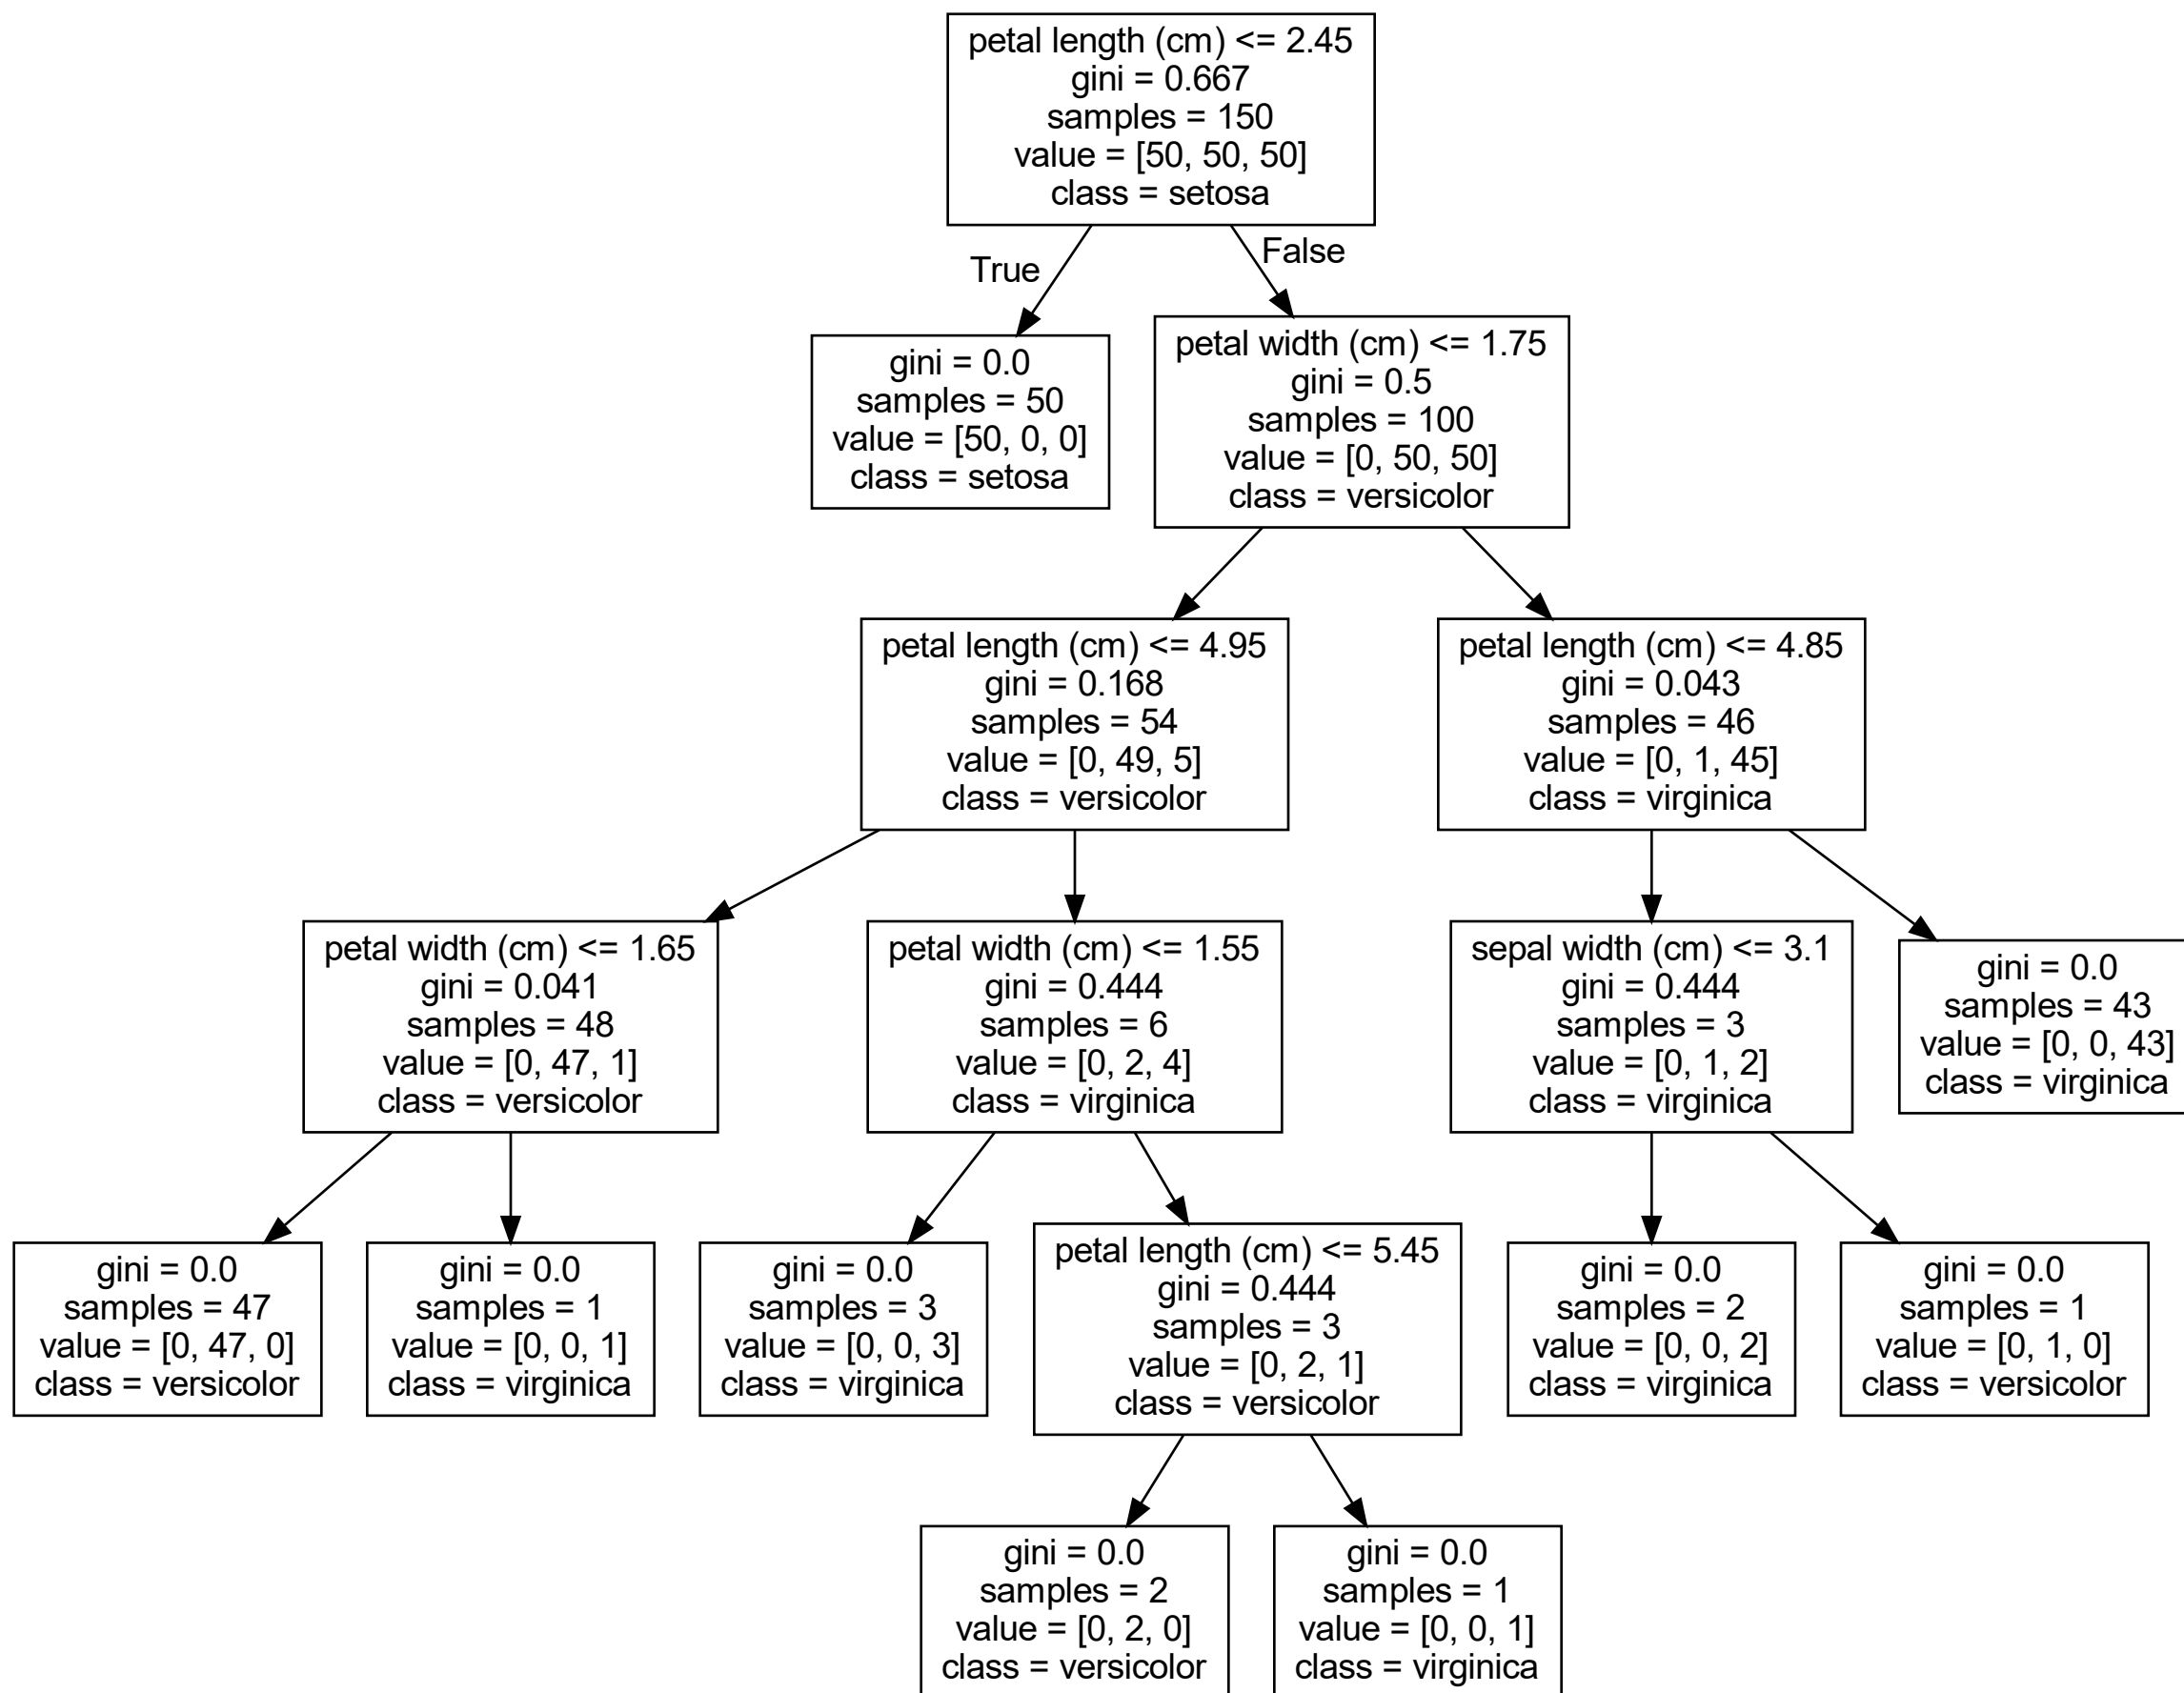 petal length (cm) <= 2.45
gini = 0.667
samples = 150
value = [50, 50, 50]
class = setosa
True
False
gini = 0.0
samples = 50
value = [50, 0, 0]
class = setosa
petal width (cm) <= 1.75
gini = 0.5
samples = 100
value = [0, 50, 50]
class = versicolor
petal length (cm) <= 4.95
gini = 0.168
samples = 54
value = [0, 49, 5]
class = versicolor
petal length (cm) <= 4.85
gini = 0.043
samples = 46
value = [0, 1, 45]
class = virginica
petal width (cm) <= 1.65
gini = 0.041
samples = 48
value = [0, 47, 1]
class = versicolor
petal width (cm) <= 1.55
gini = 0.444
samples = 6
value = [0, 2, 4]
class = virginica
sepal width (cm) <= 3.1
gini = 0.444
samples = 3
value = [0, 1, 2]
class = virginica
gini = 0.0
samples = 43
value = [0, 0, 43]
class = virginica
gini = 0.0
samples = 47
value = [0, 47, 0]
class = versicolor
gini = 0.0
samples = 1
value = [0, 0, 1]
class = virginica
gini = 0.0
samples = 3
value = [0, 0, 3]
class = virginica
petal length (cm) <= 5.45
gini = 0.444
samples = 3
value = [0, 2, 1]
class = versicolor
gini = 0.0
samples = 2
value = [0, 0, 2]
class = virginica
gini = 0.0
samples = 1
value = [0, 1, 0]
class = versicolor
gini = 0.0
samples = 2
value = [0, 2, 0]
class = versicolor
gini = 0.0
samples = 1
value = [0, 0, 1]
class = virginica